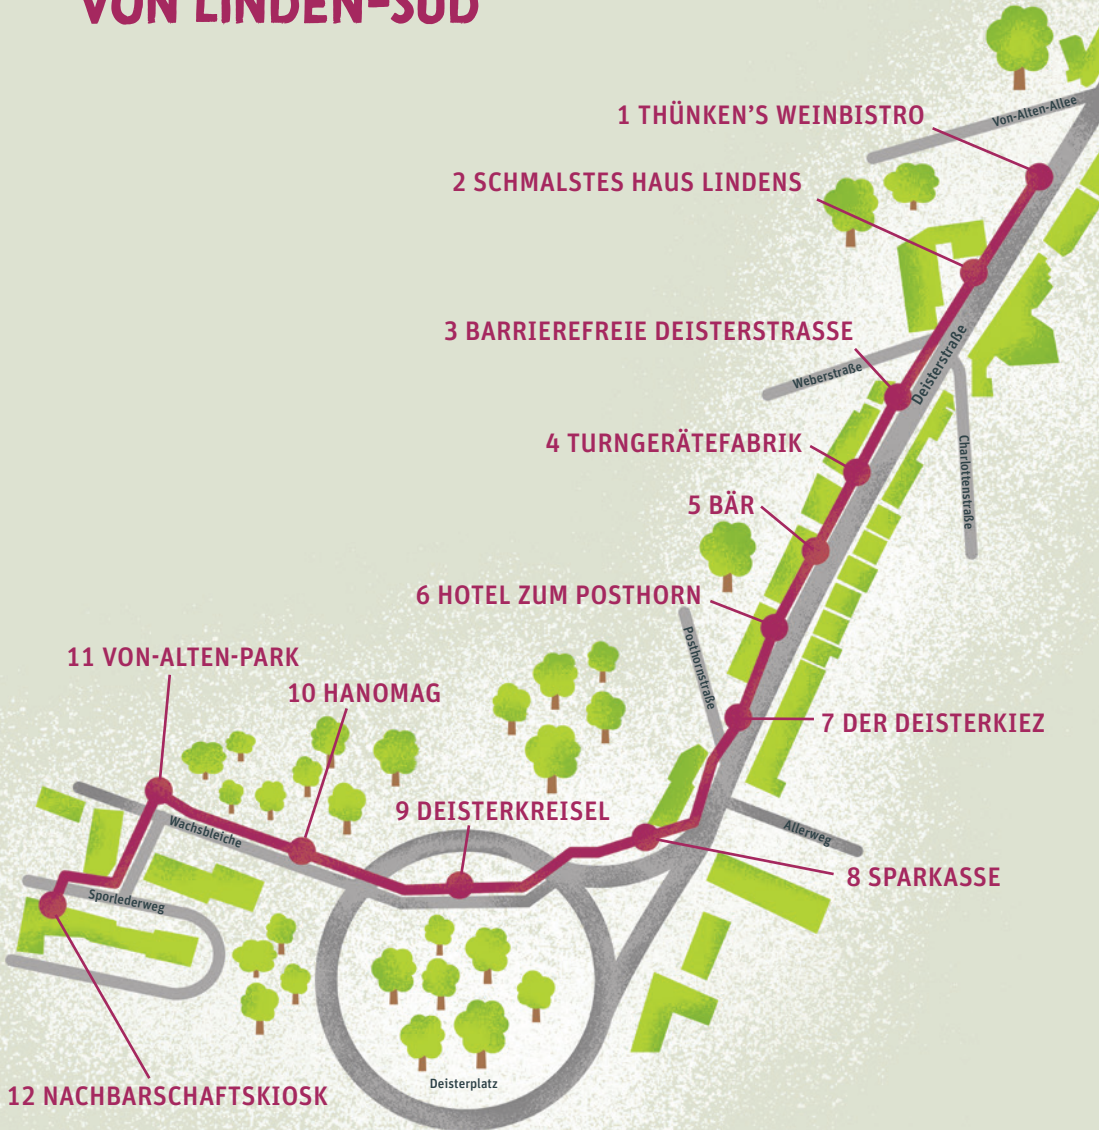 VON LINDEN-SÜD
Von-Alten-Allee
1 THÜNKEN’S WEINBISTRO
2 SCHMALSTES HAUS LINDENS
3 BARRIEREFREIE DEISTERSTRASSE
Deisterstraße
Weberstraße
4 TURNGERÄTEFABRIK
Charlottenstraße
5 BÄR
6 HOTEL ZUM POSTHORN
Posthornstraße
11 VON-ALTEN-PARK
10 HANOMAG
7 DER DEISTERKIEZ
9 DEISTERKREISEL
Wachsbleiche
Allerweg
8 SPARKASSE
Sporlederweg
Deisterplatz
12 NACHBARSCHAFTSKIOSK